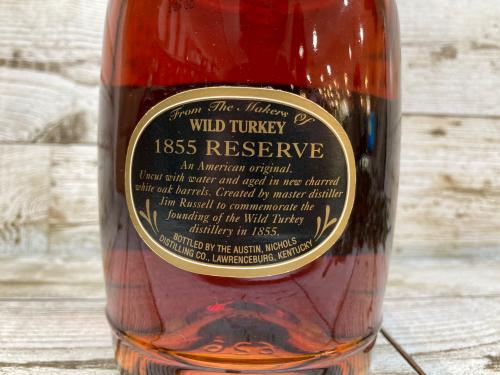 From The Makers Of
WILD TURKEY
1855 RESERVE
An American original.
Uncut with water and aged in new charred
white oak barrels. Created by master distiller
Jim Russell to commemorate the
founding of the Wild Turkey
distillery in 1855.
BOTTLED BY THE AUSTIN, NICHOLS
DISTILLING CO., LAWRENCEBURG, KENTUCKY